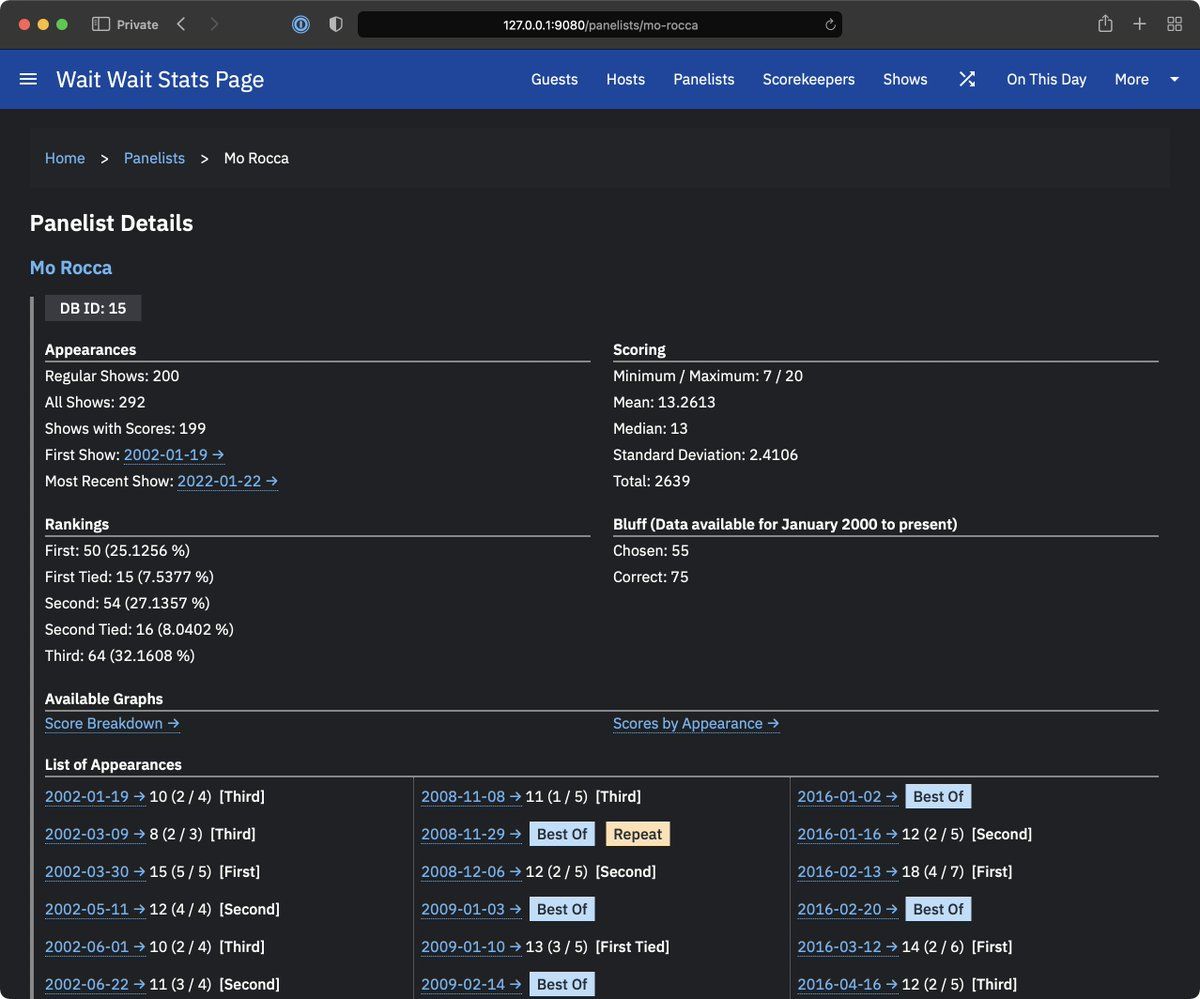 Private
127.0.0.1:9080/panelists/mo-rocca
Wait Wait Stats Page
Guests Hosts Panelists Scorekeepers Shows On This Day More
Home > Panelists > Mo Rocca
Panelist Details
Mo Rocca
DB ID: 15
Appearances
Regular Shows: 200
All Shows: 292
Shows with Scores: 199
First Show: 2002-01-19 →
Most Recent Show: 2022-01-22 →
Scoring
Minimum / Maximum: 7 / 20
Mean: 13.2613
Median: 13
Standard Deviation: 2.4106
Total: 2639
Rankings
First: 50 (25.1256 %)
First Tied: 15 (7.5377 %)
Second: 54 (27.1357 %)
Second Tied: 16 (8.0402 %)
Third: 64 (32.1608 %)
Bluff (Data available for January 2000 to present)
Chosen: 55
Correct: 75
Available Graphs
Score Breakdown →
Scores by Appearance →
List of Appearances
2002-01-19 → 10 (2 / 4) [Third]
2002-03-09 → 8 (2 / 3) [Third]
2002-03-30 → 15 (5 / 5) [First]
2002-05-11 → 12 (4 / 4) [Second]
2002-06-01 → 10 (2 / 4) [Third]
2002-06-22 → 11 (3 / 4) [Second]
2008-11-08 → 11 (1 / 5) [Third]
2008-11-29 → Best Of Repeat
2008-12-06 → 12 (2 / 5) [Second]
2009-01-03 → Best Of
2009-01-10 → 13 (3 / 5) [First Tied]
2009-02-14 → Best Of
2016-01-02 → Best Of
2016-01-16 → 12 (2 / 5) [Second]
2016-02-13 → 18 (4 / 7) [First]
2016-02-20 → Best Of
2016-03-12 → 14 (2 / 6) [First]
2016-04-16 → 12 (2 / 5) [Third]